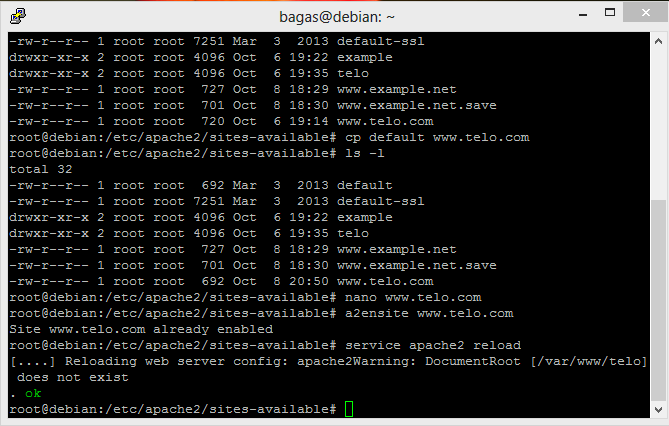 bagas@debian: ~
-rw-r--r-- 1 root root 7251 Mar  3  2013 default-ssl
drwxr-xr-x 2 root root 4096 Oct  6 19:22 example
drwxr-xr-x 2 root root 4096 Oct  6 19:35 telo
-rw-r--r-- 1 root root  727 Oct  8 18:29 www.example.net
-rw-r--r-- 1 root root  701 Oct  8 18:30 www.example.net.save
-rw-r--r-- 1 root root  720 Oct  6 19:14 www.telo.com
root@debian:/etc/apache2/sites-available# cp default www.telo.com
root@debian:/etc/apache2/sites-available# ls -l
total 32
-rw-r--r-- 1 root root  692 Mar  3  2013 default
-rw-r--r-- 1 root root 7251 Mar  3  2013 default-ssl
drwxr-xr-x 2 root root 4096 Oct  6 19:22 example
drwxr-xr-x 2 root root 4096 Oct  6 19:35 telo
-rw-r--r-- 1 root root  727 Oct  8 18:29 www.example.net
-rw-r--r-- 1 root root  701 Oct  8 18:30 www.example.net.save
-rw-r--r-- 1 root root  692 Oct  8 20:50 www.telo.com
root@debian:/etc/apache2/sites-available# nano www.telo.com
root@debian:/etc/apache2/sites-available# a2ensite www.telo.com
Site www.telo.com already enabled
root@debian:/etc/apache2/sites-available# service apache2 reload
[....] Reloading web server config: apache2Warning: DocumentRoot [/var/www/telo]
 does not exist
. ok
root@debian:/etc/apache2/sites-available#